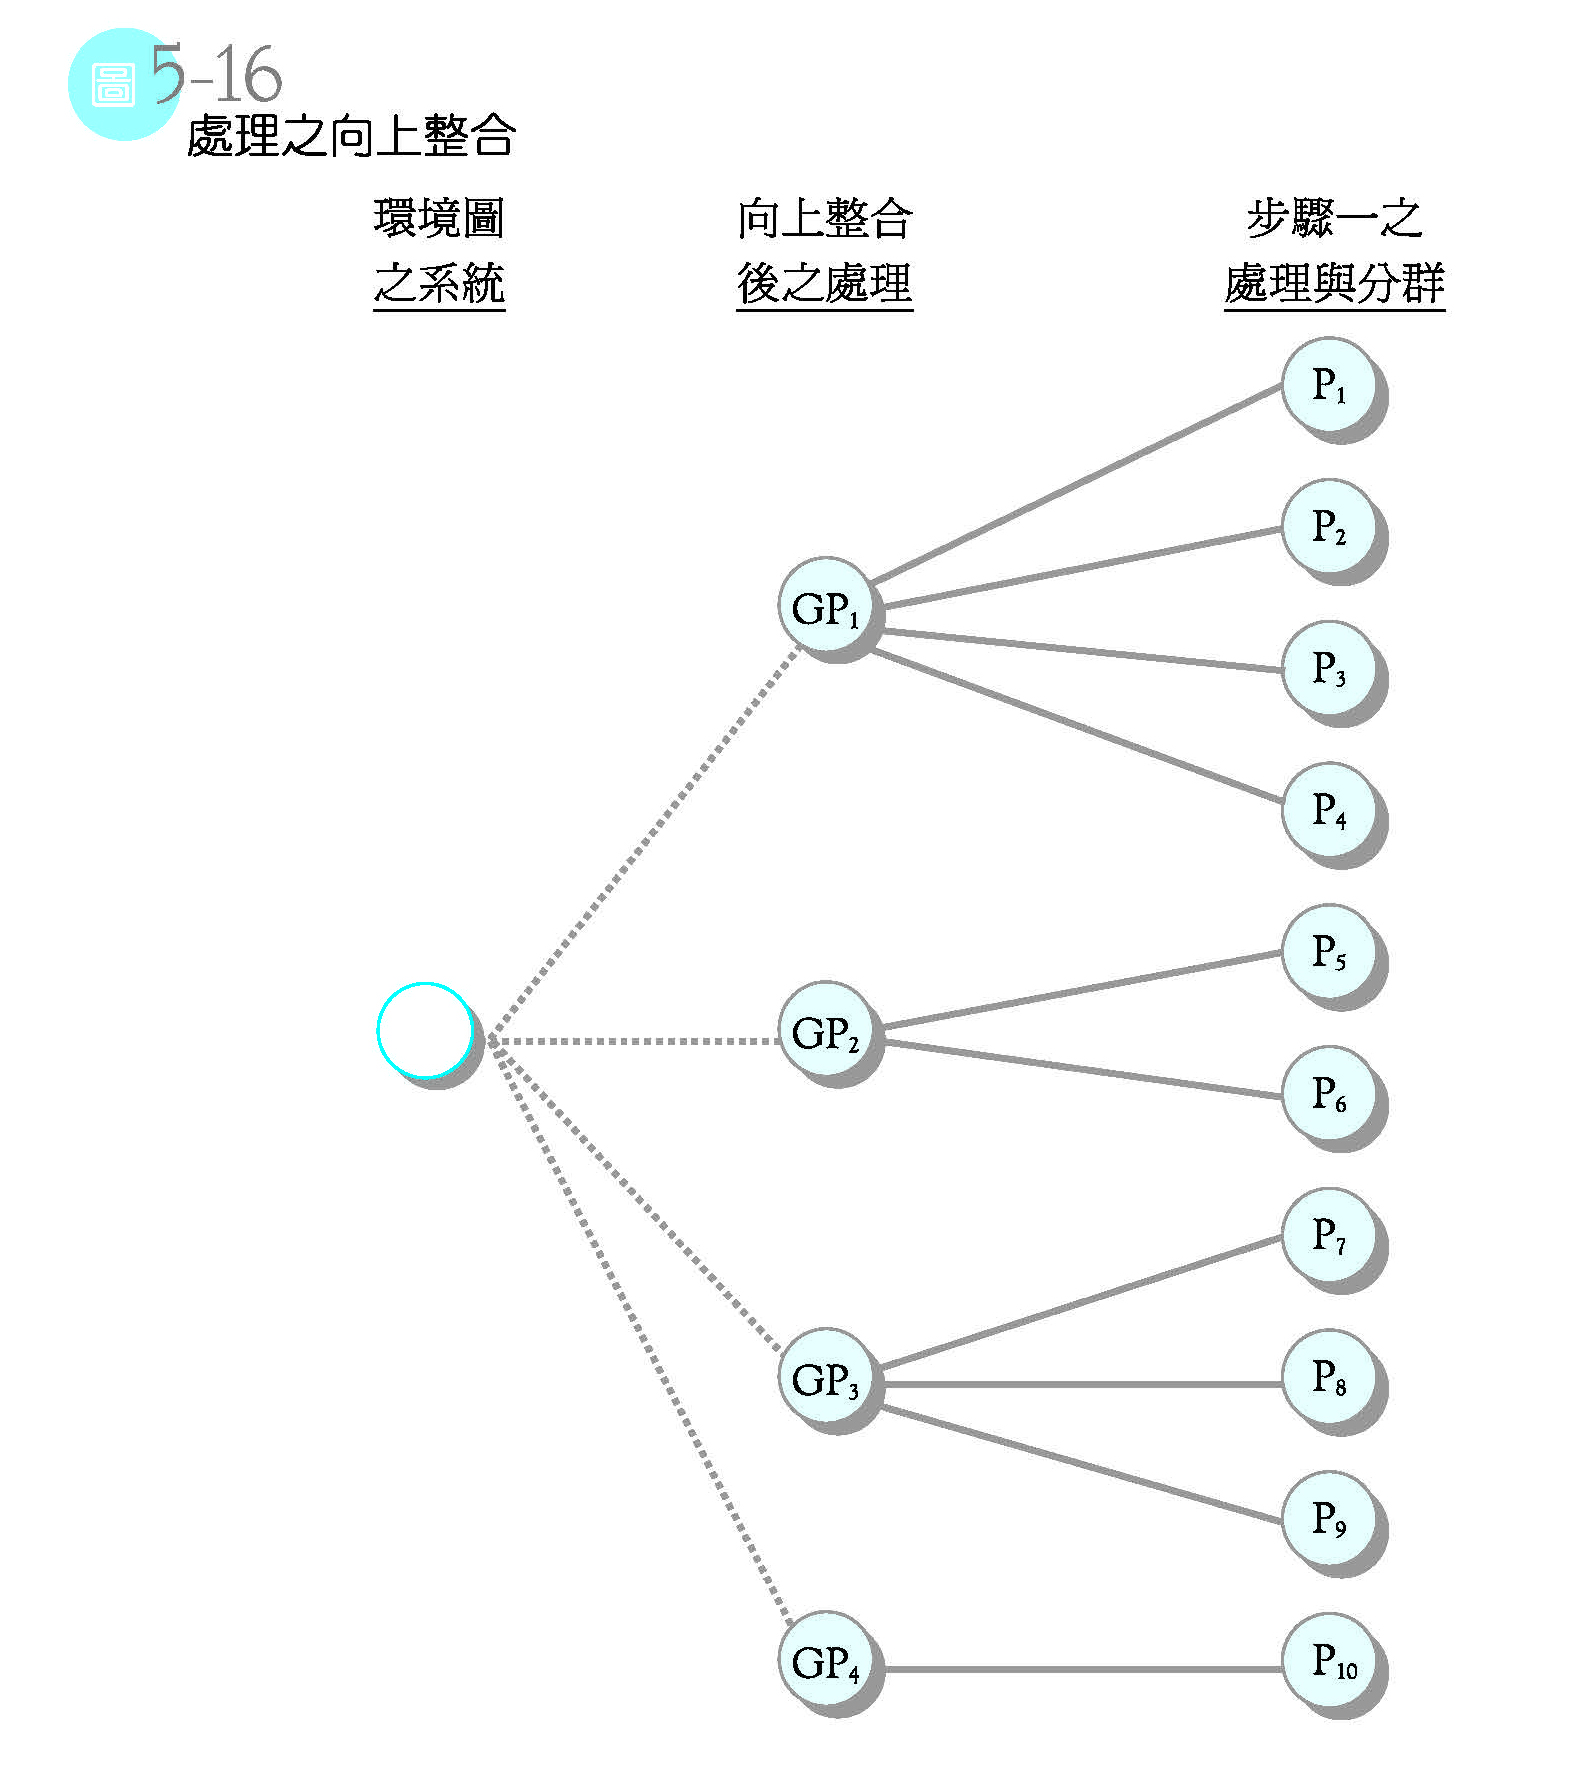 圖 5-16
處理之向上整合
環境圖
之系統
向上整合
後之處理
步驟一之
處理與分群
P₁
P₂
GP₁
P₃
P₄
P₅
GP₂
P₆
P₇
GP₃
P₈
P₉
GP₄
P₁₀